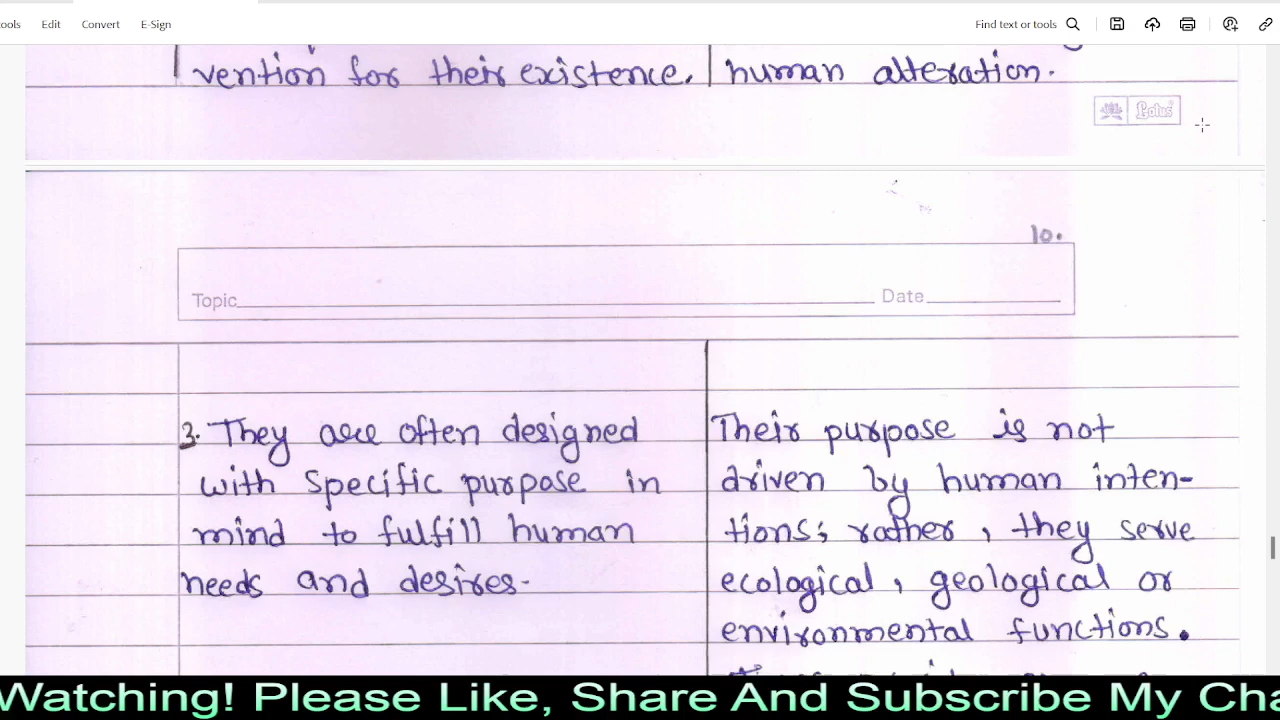 ools Edit Convert E-Sign Find text or tools
vention for their existence. human alteration.
Lotus
10.
Topic Date
3. They are often designed
with specific purpose in
mind to fulfill human
needs and desires.
Their purpose is not
driven by human inten-
tions; rather, they serve
ecological, geological or
environmental functions.
Watching! Please Like, Share And Subscribe My Cha